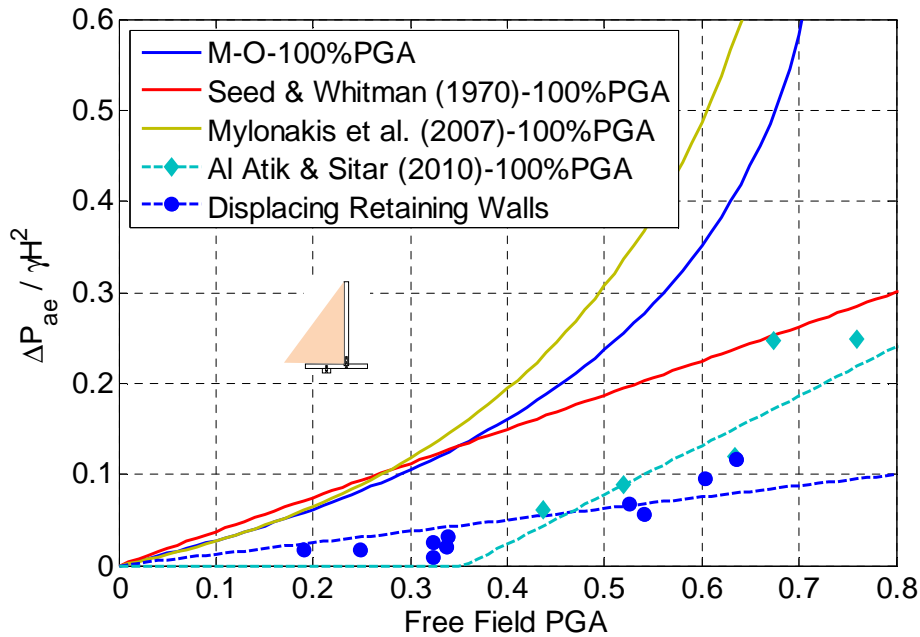 0.6
0.5
0.4
0.3
0.2
0.1
0
ΔP_ae / γH²
M-O-100%PGA
Seed & Whitman (1970)-100%PGA
Mylonakis et al. (2007)-100%PGA
Al Atik & Sitar (2010)-100%PGA
Displacing Retaining Walls
0 0.1 0.2 0.3 0.4 0.5 0.6 0.7 0.8
Free Field PGA